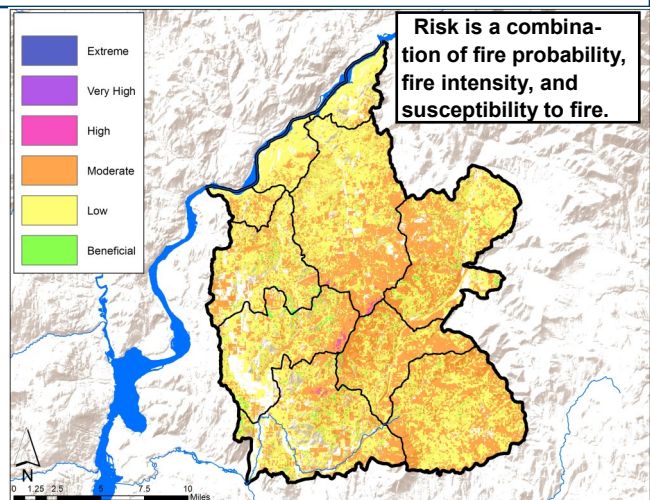 Risk is a combina-
tion of fire probability,
fire intensity, and
susceptibility to fire.
Extreme
Very High
High
Moderate
Low
Beneficial
N
0 1.25 2.5 5 7.5 10
Miles